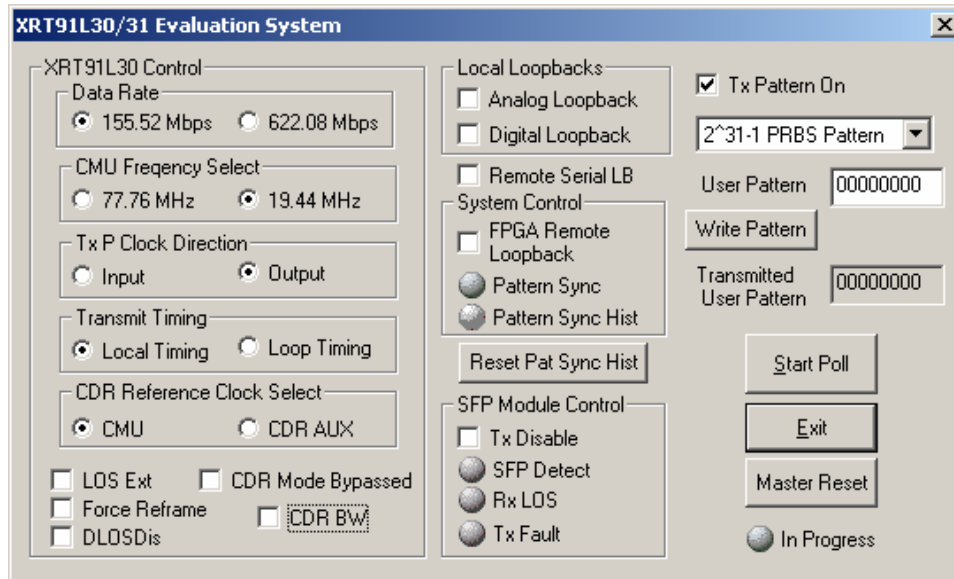 XRT91L30/31 Evaluation System
XRT91L30 Control
Data Rate
155.52 Mbps 622.08 Mbps
CMU Freqency Select
77.76 MHz 19.44 MHz
Tx P Clock Direction
Input Output
Transmit Timing
Local Timing Loop Timing
CDR Reference Clock Select
CMU CDR AUX
LOS Ext CDR Mode Bypassed
Force Reframe CDR BW
DLOSDis
Local Loopbacks
Analog Loopback
Digital Loopback
Remote Serial LB
System Control
FPGA Remote
Loopback
Pattern Sync
Pattern Sync Hist
Reset Pat Sync Hist
SFP Module Control
Tx Disable
SFP Detect
Rx LOS
Tx Fault
Tx Pattern On
2^31-1 PRBS Pattern
User Pattern 00000000
Write Pattern
Transmitted
User Pattern 00000000
Start Poll
Exit
Master Reset
In Progress